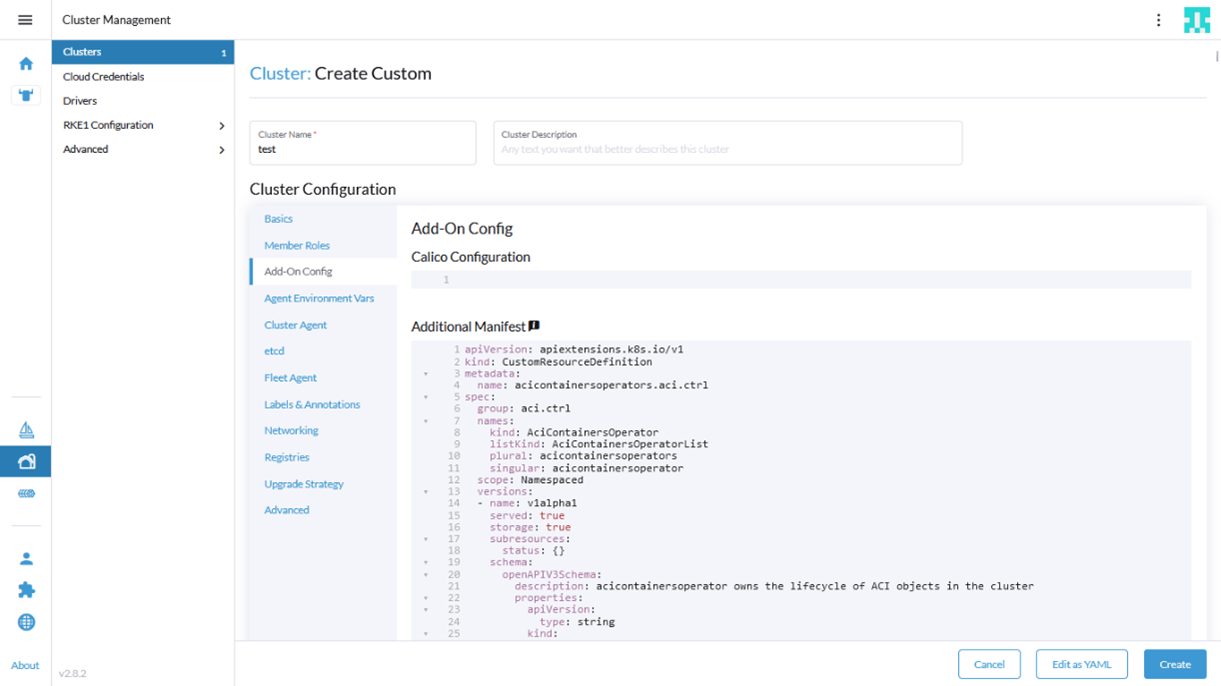 Cluster Management
Clusters 1
Cloud Credentials
Drivers
RKE1 Configuration
Advanced
About
v2.8.2
Cluster: Create Custom
Cluster Name *
test
Cluster Description
Any text you want that better describes this cluster
Cluster Configuration
Basics
Member Roles
Add-On Config
Agent Environment Vars
Cluster Agent
etcd
Fleet Agent
Labels & Annotations
Networking
Registries
Upgrade Strategy
Advanced
Add-On Config
Calico Configuration
1
Additional Manifest
1 apiVersion: apiextensions.k8s.io/v1
2 kind: CustomResourceDefinition
3 metadata:
4   name: acicontainersoperators.aci.ctrl
5 spec:
6   group: aci.ctrl
7   names:
8     kind: AciContainersOperator
9     listKind: AciContainersOperatorList
10     plural: acicontainersoperators
11     singular: acicontainersoperator
12   scope: Namespaced
13   versions:
14   - name: v1alpha1
15     served: true
16     storage: true
17     subresources:
18       status: {}
19     schema:
20       openAPIV3Schema:
21         description: acicontainersoperator owns the lifecycle of ACI objects in the cluster
22         properties:
23           apiVersion:
24             type: string
25           kind:
Cancel
Edit as YAML
Create